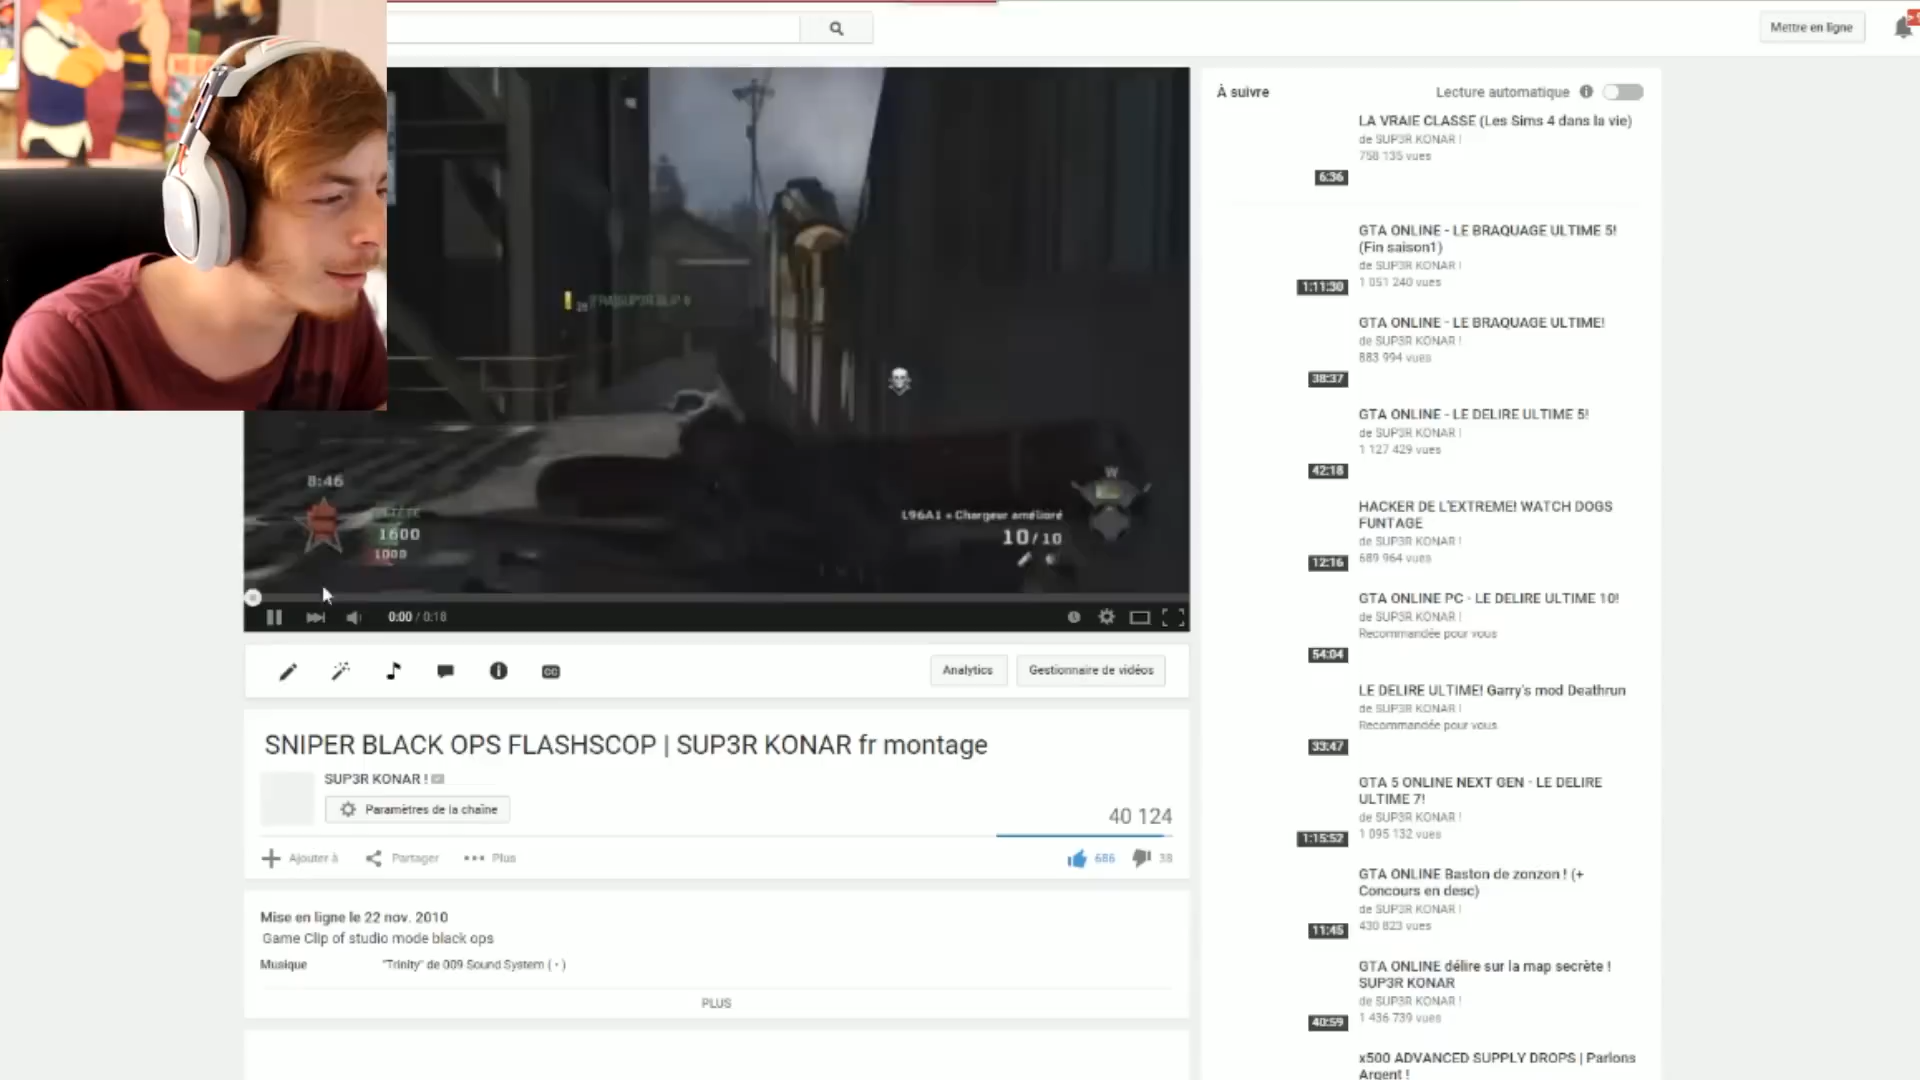 Mettre en ligne
8:46
1600
1000
L96A1 + Chargeur amélioré
10/10
W
0:00 / 0:18
Analytics
Gestionnaire de vidéos
SNIPER BLACK OPS FLASHSCOP | SUP3R KONAR fr montage
SUP3R KONAR !
Paramètres de la chaîne
40 124
Ajouter à
Partager
Plus
686
38
Mise en ligne le 22 nov. 2010
Game Clip of studio mode black ops
Musique
"Trinity" de 009 Sound System ( • )
PLUS
À suivre
Lecture automatique
LA VRAIE CLASSE (Les Sims 4 dans la vie)
de SUP3R KONAR !
758 135 vues
6:36
GTA ONLINE - LE BRAQUAGE ULTIME 5!
(Fin saison1)
de SUP3R KONAR !
1 051 240 vues
1:11:30
GTA ONLINE - LE BRAQUAGE ULTIME!
de SUP3R KONAR !
883 994 vues
38:37
GTA ONLINE - LE DELIRE ULTIME 5!
de SUP3R KONAR !
1 127 429 vues
42:18
HACKER DE L'EXTREME! WATCH DOGS
FUNTAGE
de SUP3R KONAR !
689 964 vues
12:16
GTA ONLINE PC - LE DELIRE ULTIME 10!
de SUP3R KONAR !
Recommandée pour vous
54:04
LE DELIRE ULTIME! Garry's mod Deathrun
de SUP3R KONAR !
Recommandée pour vous
33:47
GTA 5 ONLINE NEXT GEN - LE DELIRE
ULTIME 7!
de SUP3R KONAR !
1 095 132 vues
1:15:52
GTA ONLINE Baston de zonzon ! (+
Concours en desc)
de SUP3R KONAR !
430 823 vues
11:45
GTA ONLINE délire sur la map secrète !
SUP3R KONAR
de SUP3R KONAR !
1 436 739 vues
40:59
x500 ADVANCED SUPPLY DROPS | Parlons
Argent !